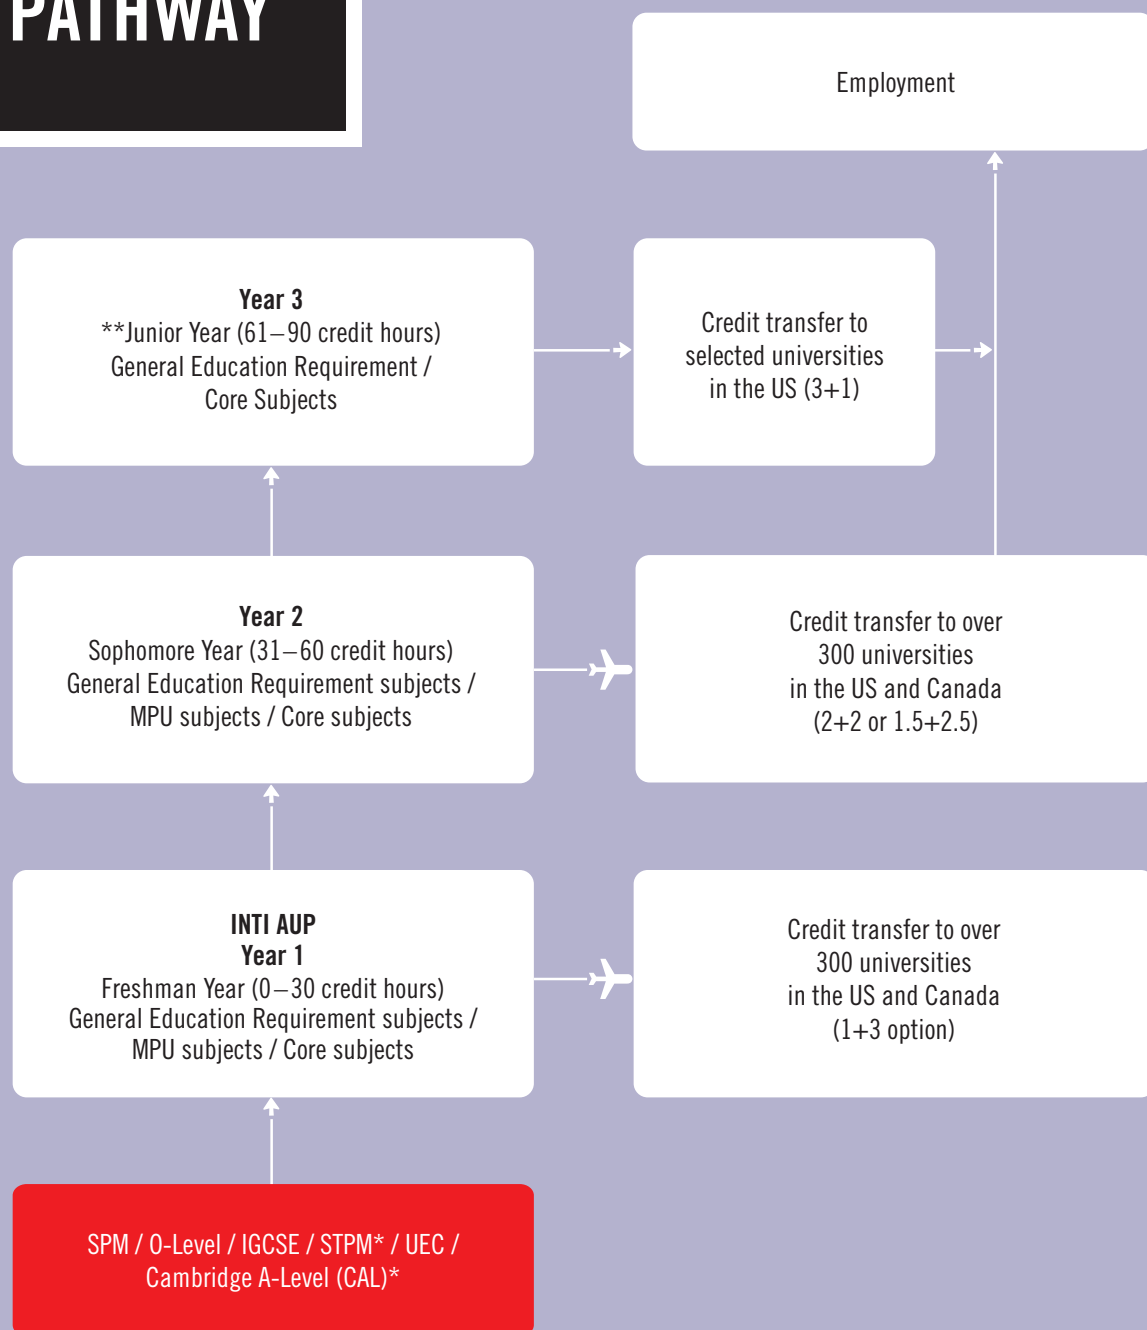 PATHWAY
Employment
Year 3
**Junior Year (61–90 credit hours)
General Education Requirement /
Core Subjects
Credit transfer to
selected universities
in the US (3+1)
Year 2
Sophomore Year (31–60 credit hours)
General Education Requirement subjects /
MPU subjects / Core subjects
Credit transfer to over
300 universities
in the US and Canada
(2+2 or 1.5+2.5)
INTI AUP
Year 1
Freshman Year (0–30 credit hours)
General Education Requirement subjects /
MPU subjects / Core subjects
Credit transfer to over
300 universities
in the US and Canada
(1+3 option)
SPM / O-Level / IGCSE / STPM* / UEC /
Cambridge A-Level (CAL)*